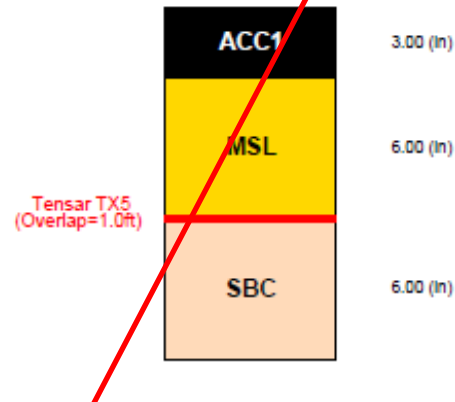 ACC1
3.00 (in)
MSL
6.00 (in)
Tensar TX5
(Overlap=1.0ft)
SBC
6.00 (in)